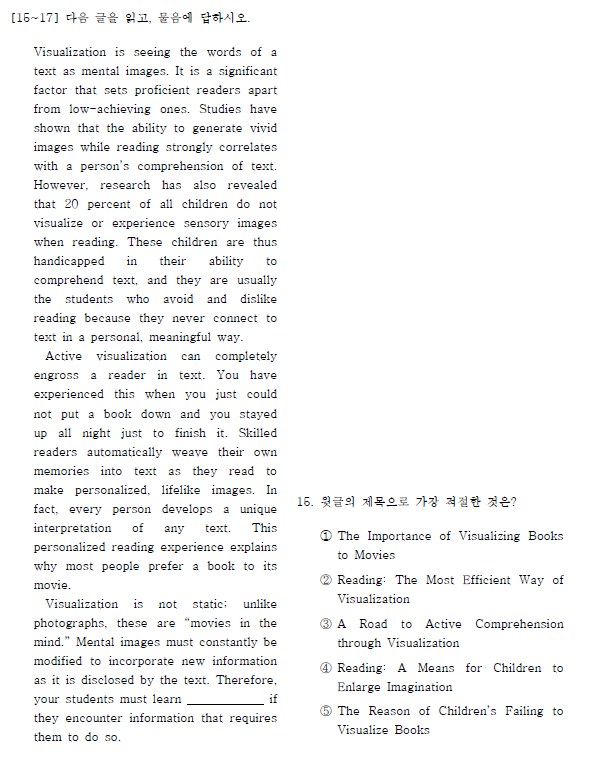 [15~17] 다음 글을 읽고, 물음에 답하시오.
Visualization is seeing the words of a
text as mental images. It is a significant
factor that sets proficient readers apart
from low-achieving ones. Studies have
shown that the ability to generate vivid
images while reading strongly correlates
with a person's comprehension of text.
However, research has also revealed
that 20 percent of all children do not
visualize or experience sensory images
when reading. These children are thus
handicapped in their ability to
comprehend text, and they are usually
the students who avoid and dislike
reading because they never connect to
text in a personal, meaningful way.
Active visualization can completely
engross a reader in text. You have
experienced this when you just could
not put a book down and you stayed
up all night just to finish it. Skilled
readers automatically weave their own
memories into text as they read to
make personalized, lifelike images. In
fact, every person develops a unique
interpretation of any text. This
personalized reading experience explains
why most people prefer a book to its
movie.
Visualization is not static; unlike
photographs, these are “movies in the
mind.” Mental images must constantly be
modified to incorporate new information
as it is disclosed by the text. Therefore,
your students must learn ____________ if
they encounter information that requires
them to do so.
15. 윗글의 제목으로 가장 적절한 것은?
① The Importance of Visualizing Books
to Movies
② Reading: The Most Efficient Way of
Visualization
③ A Road to Active Comprehension
through Visualization
④ Reading: A Means for Children to
Enlarge Imagination
⑤ The Reason of Children's Failing to
Visualize Books